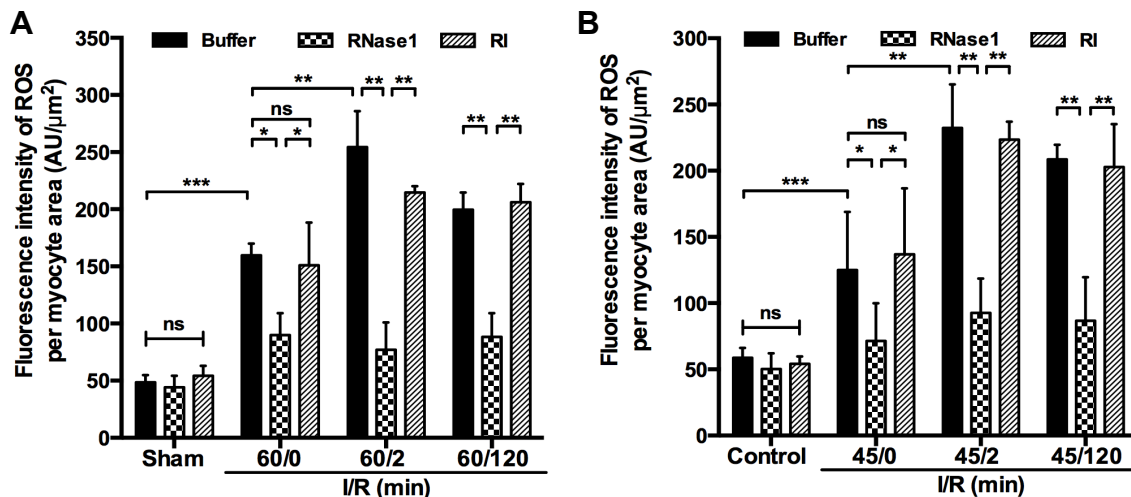 A
Fluorescence intensity of ROS
per myocyte area (AU/μm²)
350
300
250
200
150
100
50
0
Buffer
RNase1
RI
ns
***
ns
*
*
**
**
**
**
**
Sham
60/0
60/2
60/120
I/R (min)
B
Fluorescence intensity of ROS
per myocyte area (AU/μm²)
300
250
200
150
100
50
0
Buffer
RNase1
RI
ns
***
ns
*
*
**
**
**
**
**
Control
45/0
45/2
45/120
I/R (min)